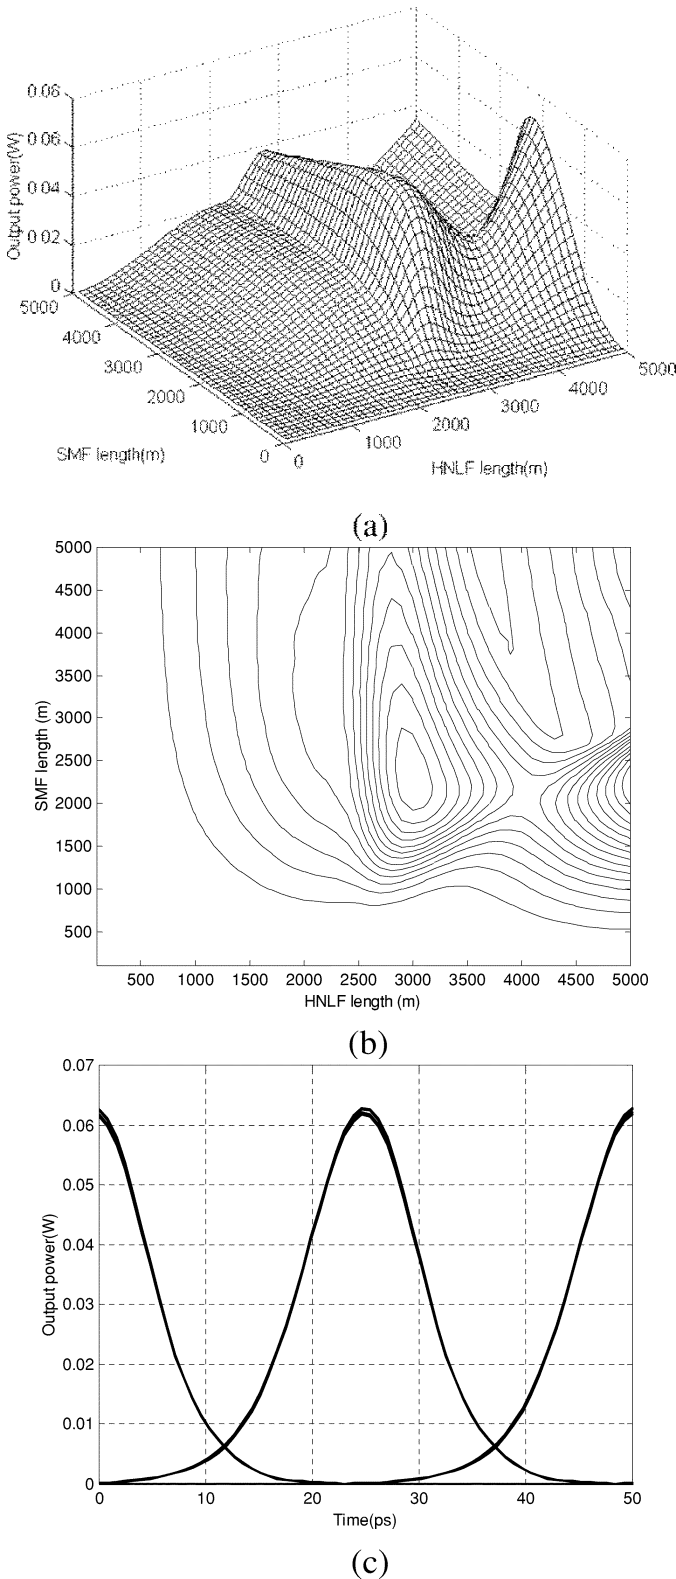 0.08
0.06
0.04
0.02
0
Output power(W)
5000
4000
3000
2000
1000
0
SMF length(m)
0
1000
2000
3000
4000
5000
HNLF length(m)
(a)
5000
4500
4000
3500
3000
2500
2000
1500
1000
500
SMF length (m)
500 1000 1500 2000 2500 3000 3500 4000 4500 5000
HNLF length (m)
(b)
0.07
0.06
0.05
0.04
0.03
0.02
0.01
0
Output power(W)
0 10 20 30 40 50
Time(ps)
(c)